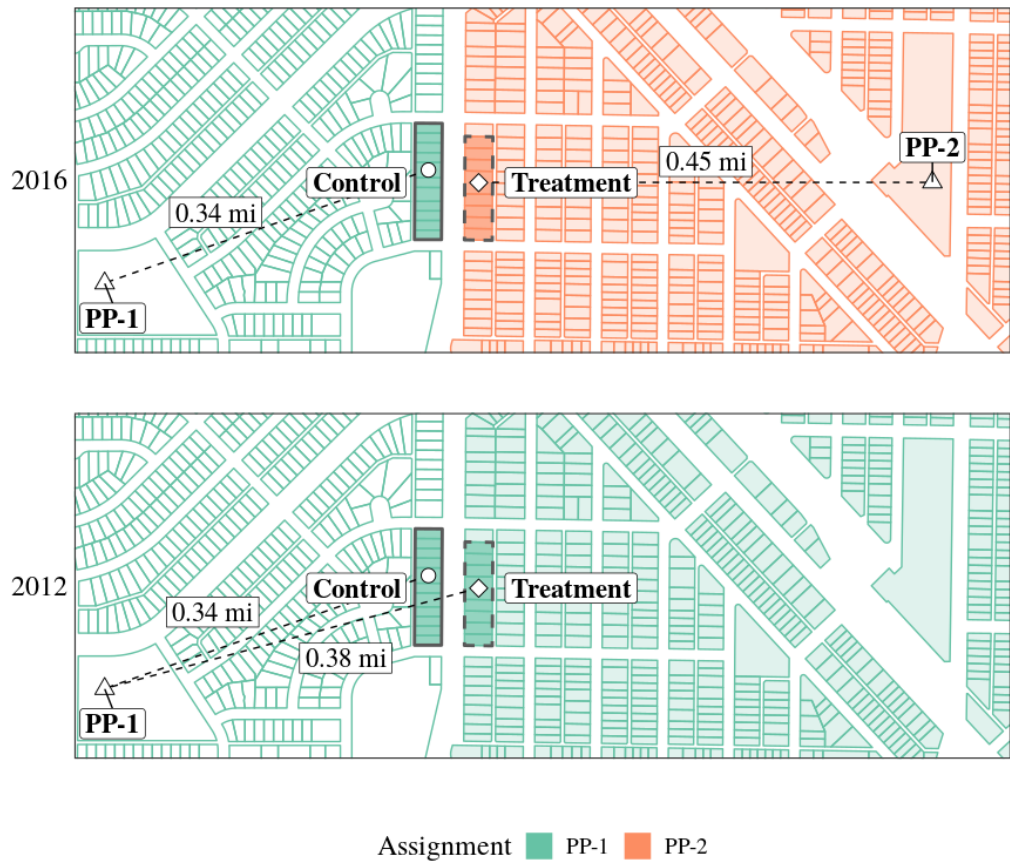 2016
Control
Treatment
0.45 mi
PP-2
0.34 mi
PP-1
2012
Control
Treatment
0.34 mi
0.38 mi
PP-1
Assignment PP-1 PP-2